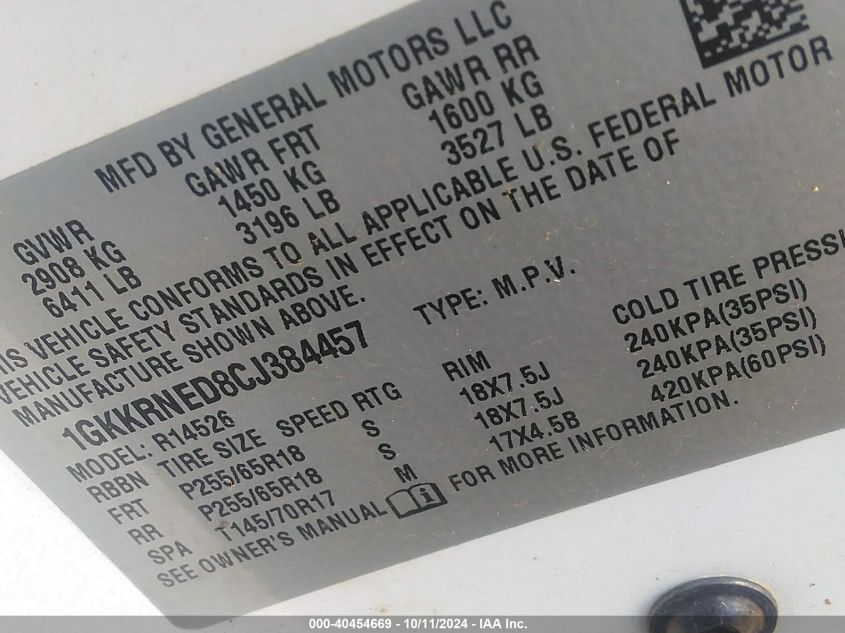 MFD BY GENERAL MOTORS LLC
GVWR GAWR FRT GAWR RR
2908 KG 1450 KG 1600 KG
6411 LB 3196 LB 3527 LB
VEHICLE CONFORMS TO ALL APPLICABLE U.S. FEDERAL MOTOR
VEHICLE SAFETY STANDARDS IN EFFECT ON THE DATE OF
MANUFACTURE SHOWN ABOVE.
1GKKRNED8CJ384457 TYPE: M.P.V.
MODEL: R14526
RBBN TIRE SIZE SPEED RTG RIM COLD TIRE PRESSU
FRT P255/65R18 S 18X7.5J 240KPA(35PSI)
RR P255/65R18 S 18X7.5J 240KPA(35PSI)
SPA T145/70R17 M 17X4.5B 420KPA(60PSI)
SEE OWNER'S MANUAL FOR MORE INFORMATION.
000-40454669 - 10/11/2024 - IAA Inc.